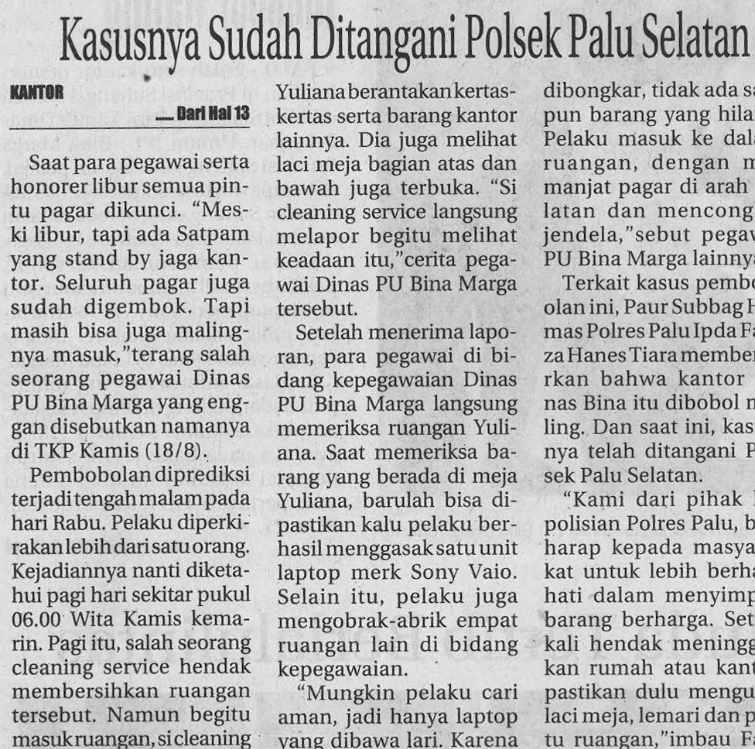 Kasusnya Sudah Ditangani Polsek Palu Selatan
KANTOR
.... Dari Hal 13
Saat para pegawai serta
honorer libur semua pin-
tu pagar dikunci. “Mes-
ki libur, tapi ada Satpam
yang stand by jaga kan-
tor. Seluruh pagar juga
sudah digembok. Tapi
masih bisa juga maling-
nya masuk,”terang salah
seorang pegawai Dinas
PU Bina Marga yang eng-
gan disebutkan namanya
di TKP Kamis (18/8).
Pembobolan diprediksi
terjadi tengah malam pada
hari Rabu. Pelaku diperki-
rakan lebih dari satu orang.
Kejadiannya nanti diketa-
hui pagi hari sekitar pukul
06.00 Wita Kamis kema-
rin. Pagi itu, salah seorang
cleaning service hendak
membersihkan ruangan
tersebut. Namun begitu
masuk ruangan, si cleaning
Yuliana berantakan kertas-
kertas serta barang kantor
lainnya. Dia juga melihat
laci meja bagian atas dan
bawah juga terbuka. “Si
cleaning service langsung
melapor begitu melihat
keadaan itu,”cerita pega-
wai Dinas PU Bina Marga
tersebut.
Setelah menerima lapo-
ran, para pegawai di bi-
dang kepegawaian Dinas
PU Bina Marga langsung
memeriksa ruangan Yuli-
ana. Saat memeriksa ba-
rang yang berada di meja
Yuliana, barulah bisa di-
pastikan kalu pelaku ber-
hasil menggasak satu unit
laptop merk Sony Vaio.
Selain itu, pelaku juga
mengobrak-abrik empat
ruangan lain di bidang
kepegawaian.
“Mungkin pelaku cari
aman, jadi hanya laptop
yang dibawa lari. Karena
dibongkar, tidak ada sa
pun barang yang hila
Pelaku masuk ke dala
ruangan, dengan m
manjat pagar di arah
latan dan mencong
jendela,”sebut pegaw
PU Bina Marga lainnya
Terkait kasus pembo
olan ini, Paur Subbag H
mas Polres Palu Ipda Fa
za Hanes Tiara member
rkan bahwa kantor
nas Bina itu dibobol m
ling. Dan saat ini, kas
nya telah ditangani P
sek Palu Selatan.
“Kami dari pihak
polisian Polres Palu, b
harap kepada masya
kat untuk lebih berha
hati dalam menyimp
barang berharga. Set
kali hendak meningg
kan rumah atau kant
pastikan dulu mengu
laci meja, lemari dan p
tu ruangan,”imbau